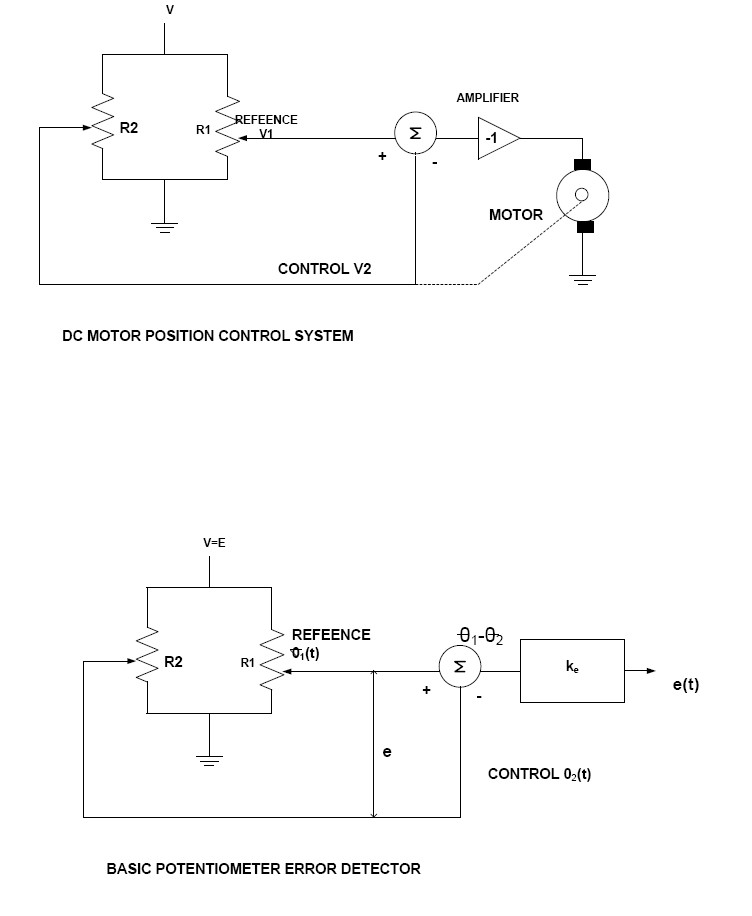 V
AMPLIFIER
R2
R1
REFEENCE
V1
Σ
-1
+
-
MOTOR
CONTROL V2
DC MOTOR POSITION CONTROL SYSTEM
V=E
REFEENCE
θ₁(t)
θ₁-θ₂
R2
R1
Σ
kₑ
+
-
e(t)
e
CONTROL 0₂(t)
BASIC POTENTIOMETER ERROR DETECTOR